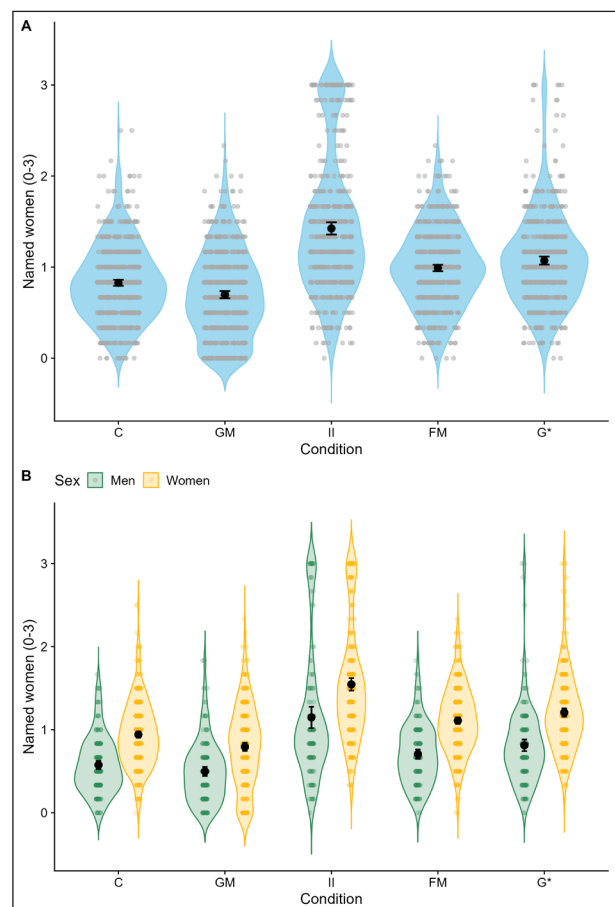 A
Named women (0-3)
3
2
1
0
C GM II FM G*
Condition
B
Sex Men Women
Named women (0-3)
3
2
1
0
C GM II FM G*
Condition